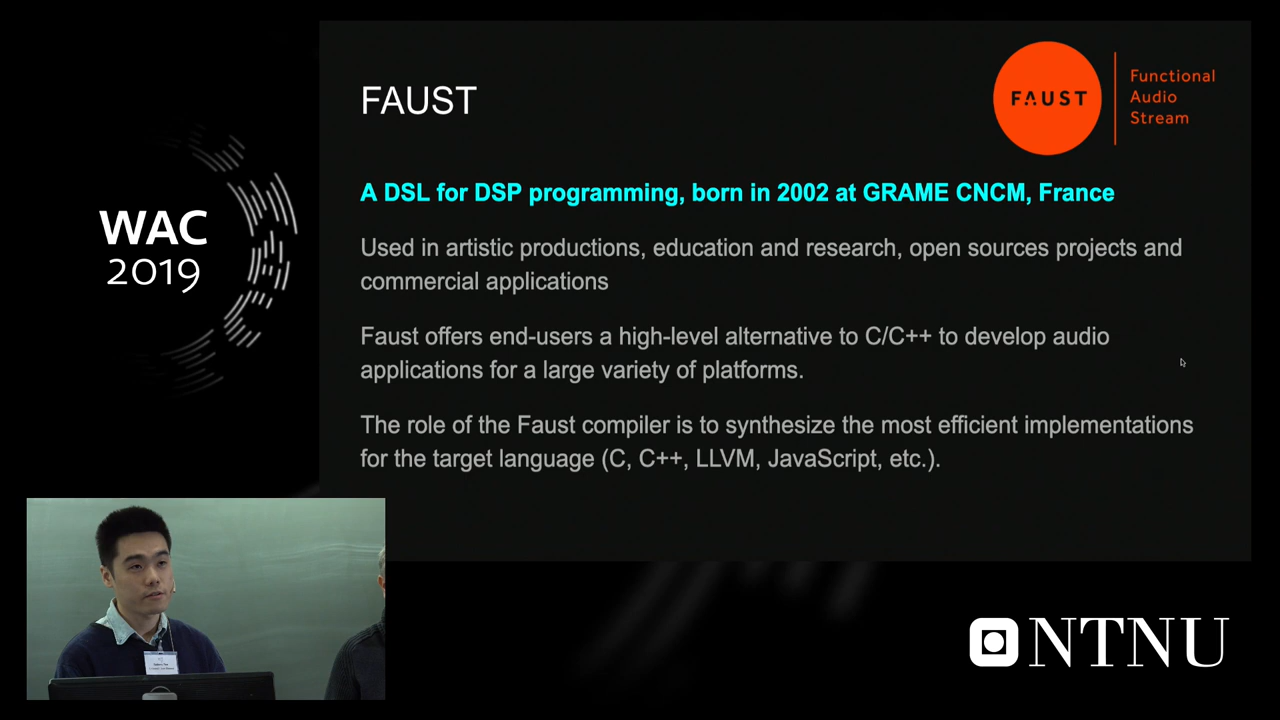 FAUST
FAUST
Functional
Audio
Stream
A DSL for DSP programming, born in 2002 at GRAME CNCM, France
Used in artistic productions, education and research, open sources projects and
commercial applications
Faust offers end-users a high-level alternative to C/C++ to develop audio
applications for a large variety of platforms.
The role of the Faust compiler is to synthesize the most efficient implementations
for the target language (C, C++, LLVM, JavaScript, etc.).
WAC
2019
NTNU